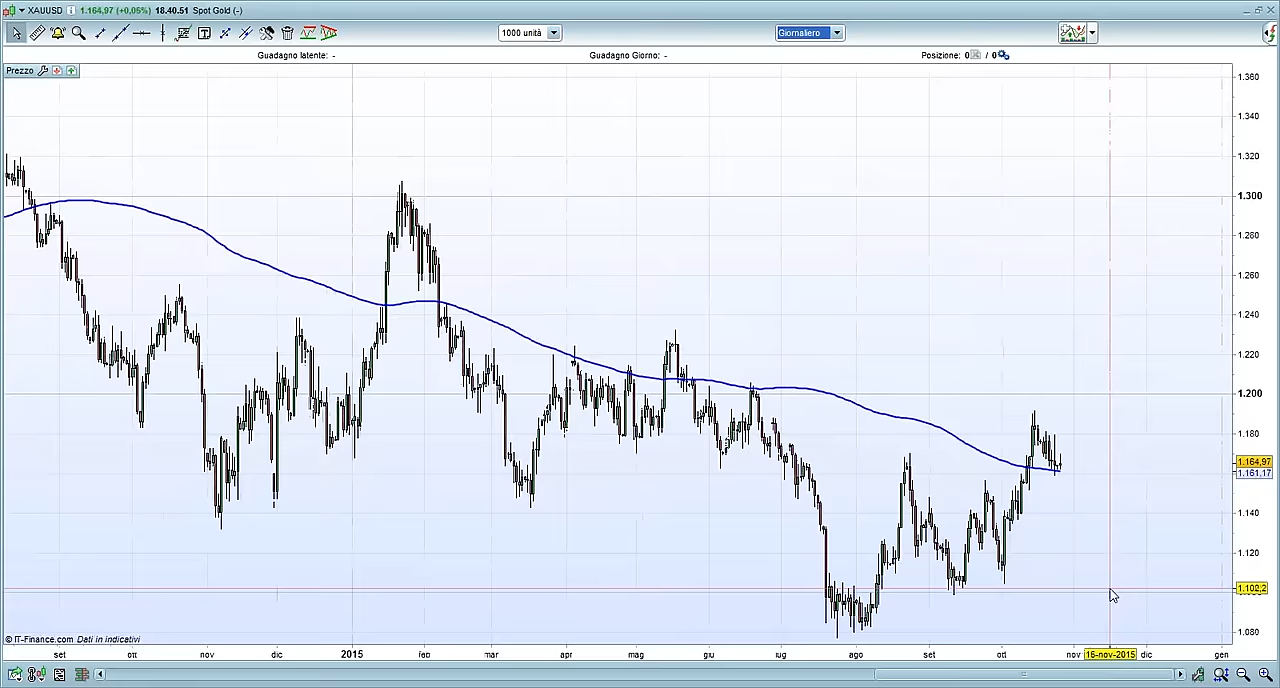 XAUUSD 1.164,97 (+0,05%) 18.40.51 Spot Gold (-)
1000 unità
Giornaliero
Guadagno latente: -
Guadagno Giorno: -
Posizione: 0 / 0
Prezzo
1.360
1.340
1.320
1.300
1.280
1.260
1.240
1.220
1.200
1.180
1.164,97
1.161,17
1.140
1.120
1.102,2
1.080
© IT-Finance.com Dati in indicativi
set ott nov dic 2015 feb mar apr mag giu lug ago set ott nov 16-nov-2015 dic gen